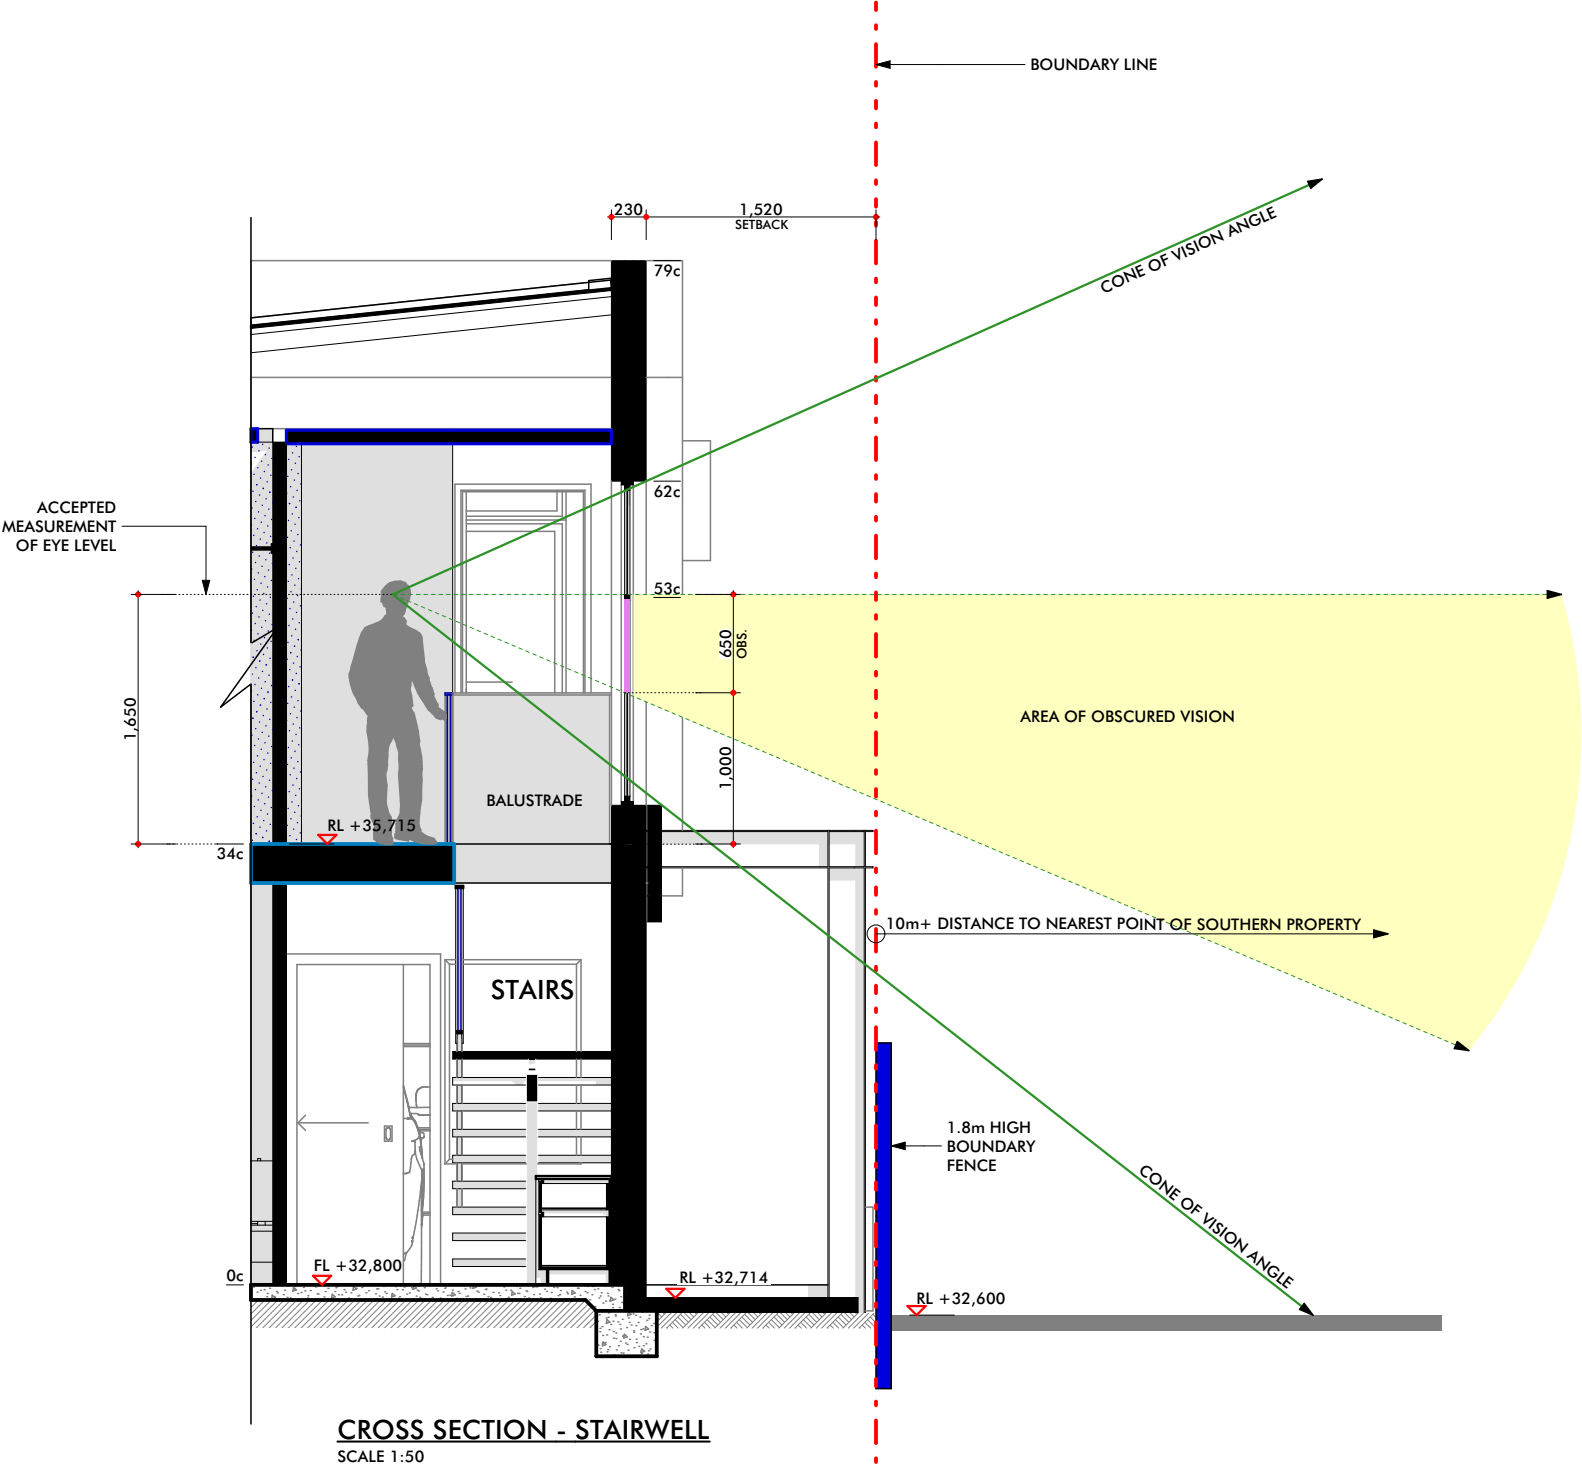 BOUNDARY LINE
230
1,520
SETBACK
CONE OF VISION ANGLE
79c
62c
ACCEPTED
MEASUREMENT
OF EYE LEVEL
53c
650
OBS.
1,650
AREA OF OBSCURED VISION
1,000
BALUSTRADE
RL +35,715
34c
10m+ DISTANCE TO NEAREST POINT OF SOUTHERN PROPERTY
STAIRS
1.8m HIGH
BOUNDARY
FENCE
CONE OF VISION ANGLE
FL +32,800
0c
RL +32,714
RL +32,600
CROSS SECTION - STAIRWELL
SCALE 1:50